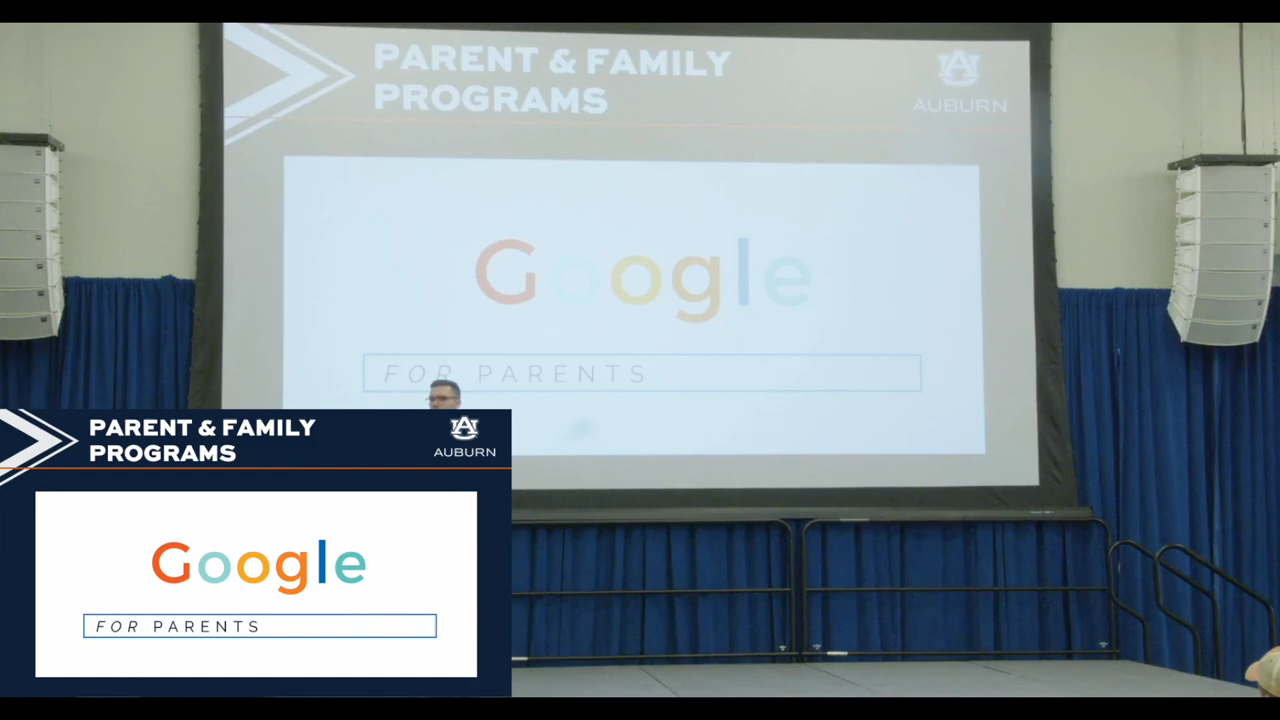 PARENT & FAMILY
PROGRAMS
AUBURN
Google
FOR PARENTS
PARENT & FAMILY
PROGRAMS
AUBURN
Google
FOR PARENTS